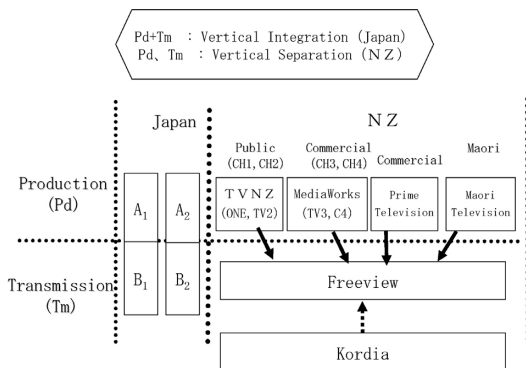 Pd+Tm : Vertical Integration (Japan)
Pd、Tm : Vertical Separation (ＮＺ)
Japan
ＮＺ
Public
(CH1, CH2)
Commercial
(CH3, CH4)
Commercial
Maori
Production
(Pd)
A1
A2
ＴＶＮＺ
(ONE, TV2)
MediaWorks
(TV3, C4)
Prime
Television
Maori
Television
Transmission
(Tm)
B1
B2
Freeview
Kordia